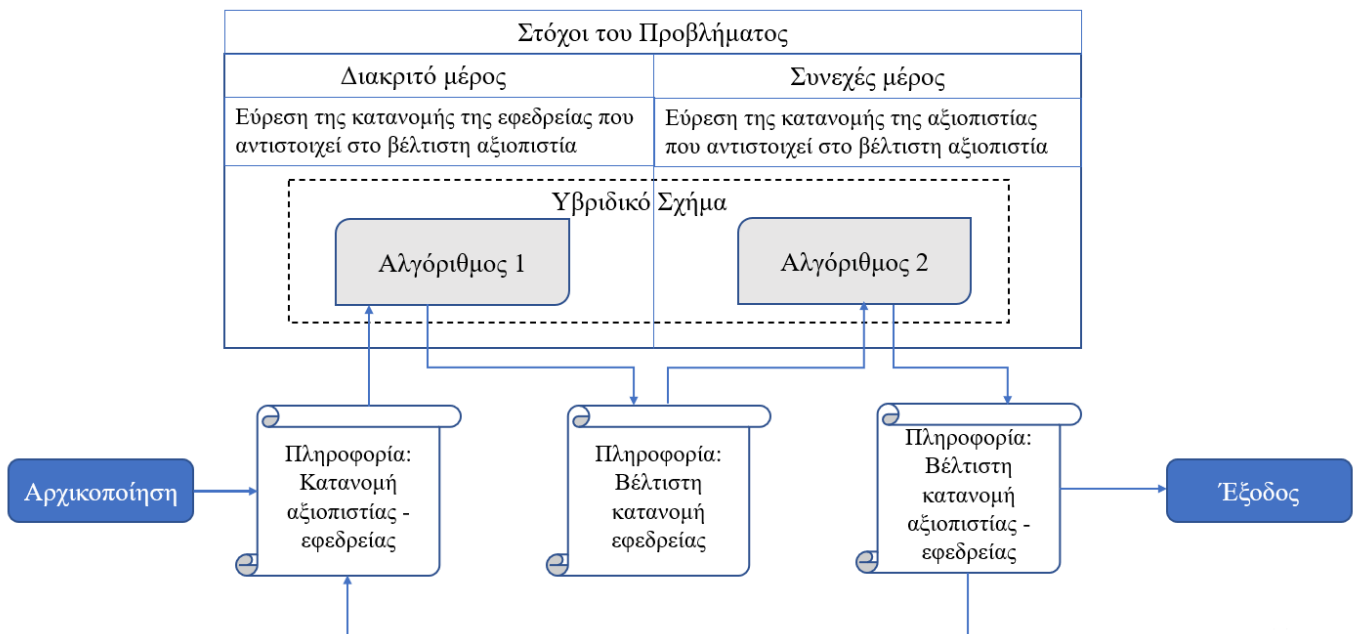 Στόχοι του Προβλήματος
Διακριτό μέρος
Συνεχές μέρος
Εύρεση της κατανομής της εφεδρείας που
αντιστοιχεί στο βέλτιστη αξιοπιστία
Εύρεση της κατανομής της αξιοπιστίας
που αντιστοιχεί στο βέλτιστη αξιοπιστία
Υβριδικό Σχήμα
Αλγόριθμος 1
Αλγόριθμος 2
Αρχικοποίηση
Πληροφορία:
Κατανομή
αξιοπιστίας -
εφεδρείας
Πληροφορία:
Βέλτιστη
κατανομή
εφεδρείας
Πληροφορία:
Βέλτιστη
κατανομή
αξιοπιστίας -
εφεδρείας
Έξοδος